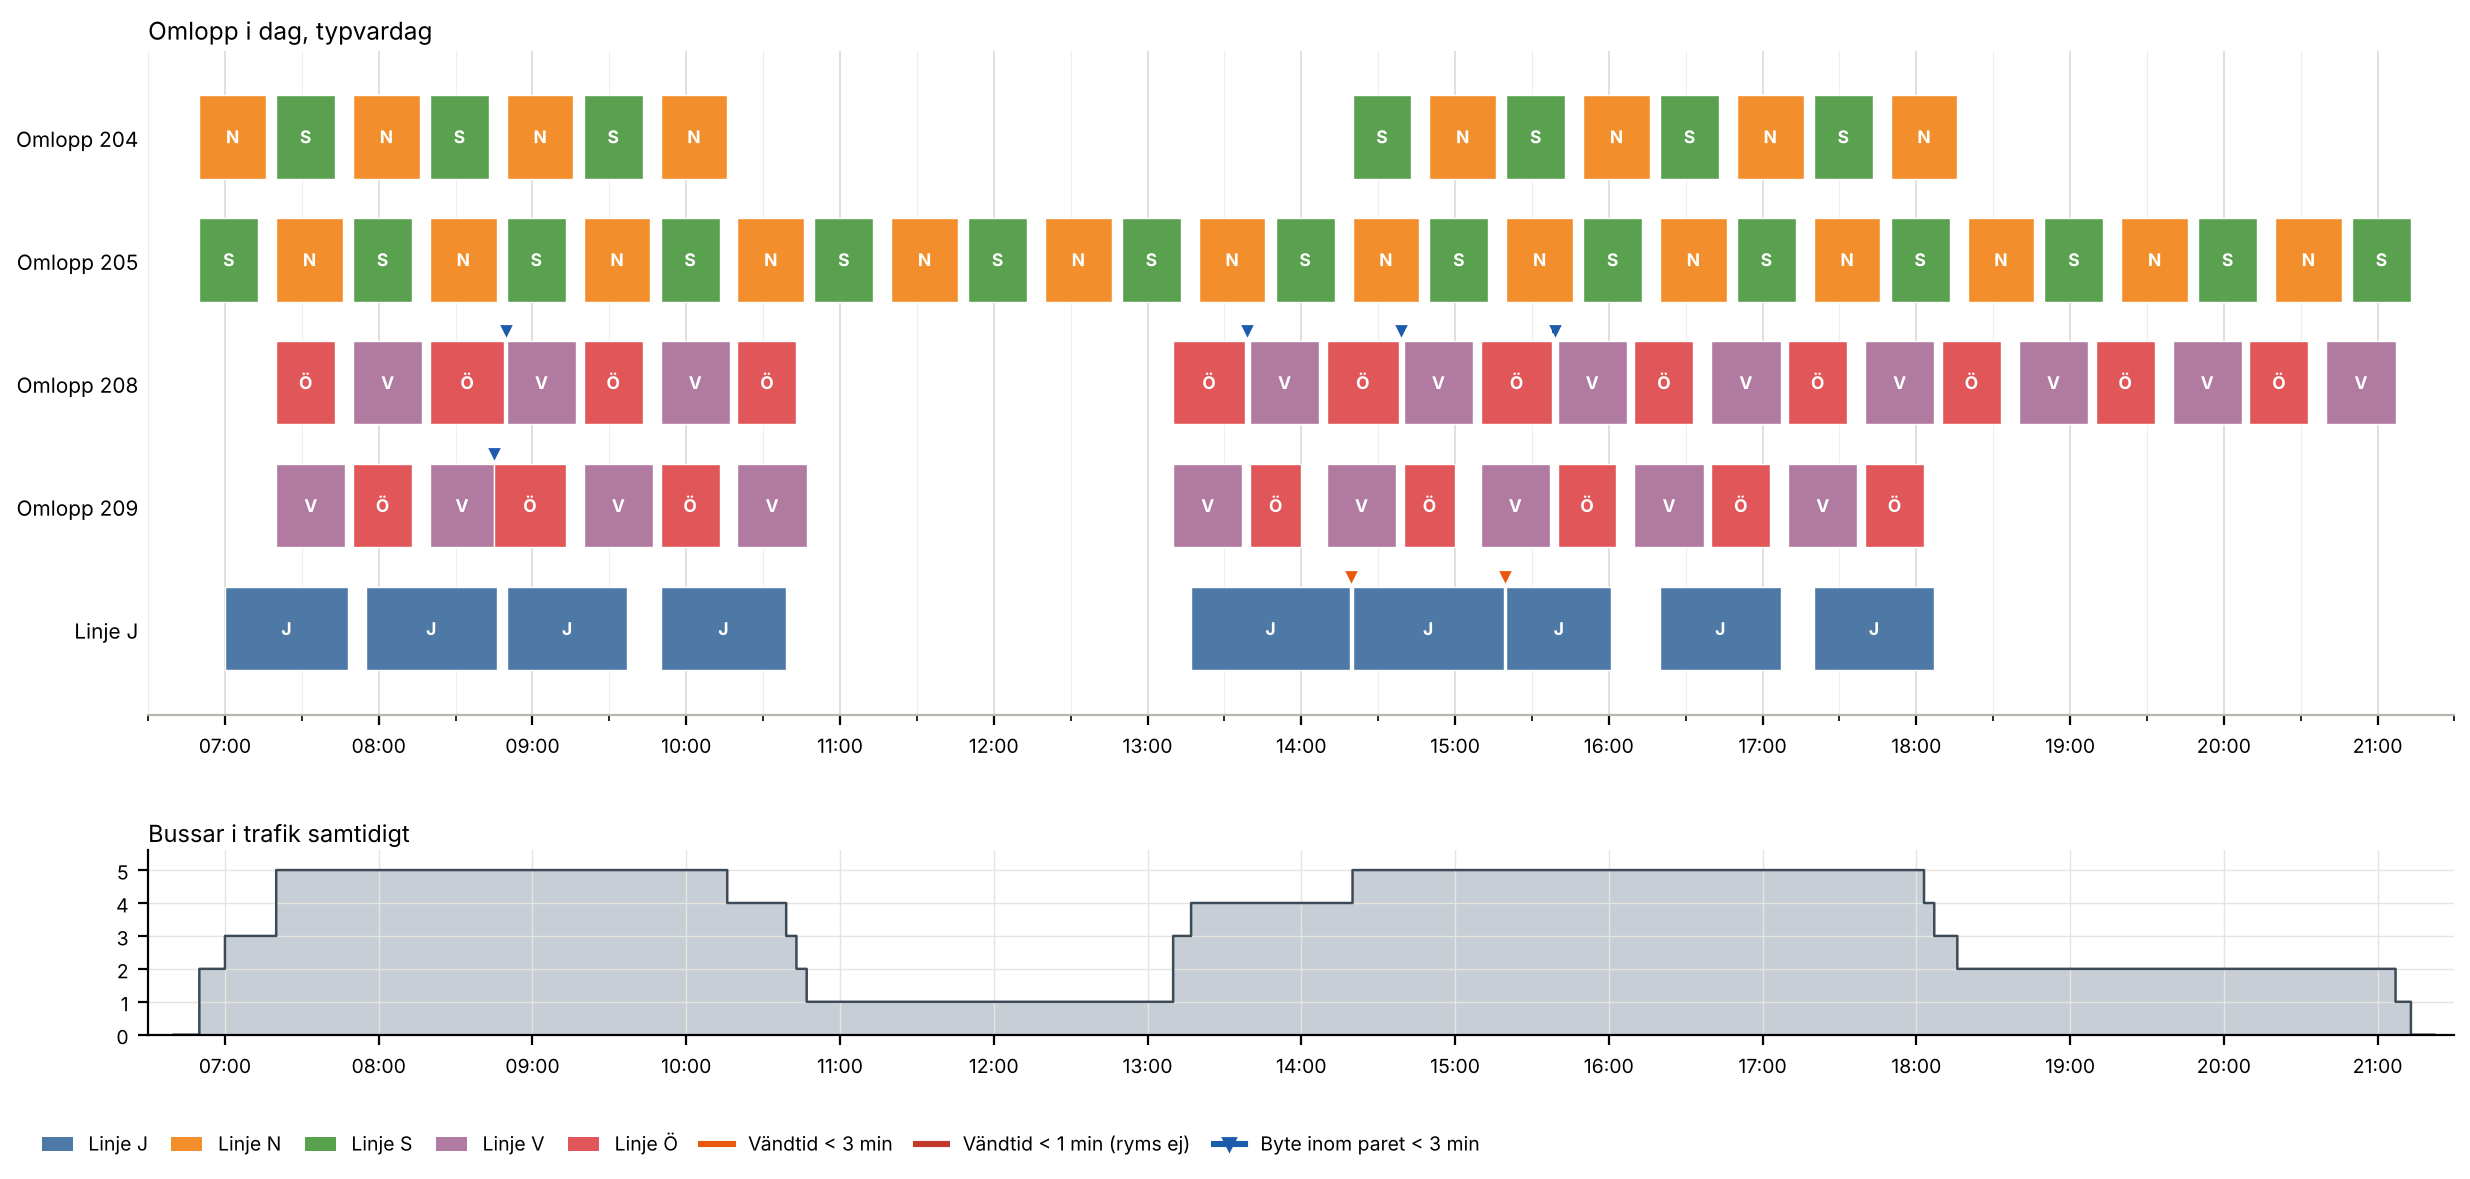 Omlopp i dag, typvardag
Omlopp 204
N S N S N S N S N S N S N S N
Omlopp 205
S N S N S N S N S N S N S N S N S N S N S N S N S N S N S
Omlopp 208
Ö V Ö V Ö V Ö Ö V Ö V Ö V Ö V Ö V Ö V Ö V Ö V
Omlopp 209
V Ö V Ö V Ö V V Ö V Ö V Ö V Ö V Ö
Linje J
J J J J J J J J J
07:00 08:00 09:00 10:00 11:00 12:00 13:00 14:00 15:00 16:00 17:00 18:00 19:00 20:00 21:00
Bussar i trafik samtidigt
5
4
3
2
1
0
07:00 08:00 09:00 10:00 11:00 12:00 13:00 14:00 15:00 16:00 17:00 18:00 19:00 20:00 21:00
Linje J Linje N Linje S Linje V Linje Ö Vändtid < 3 min Vändtid < 1 min (ryms ej) Byte inom paret < 3 min